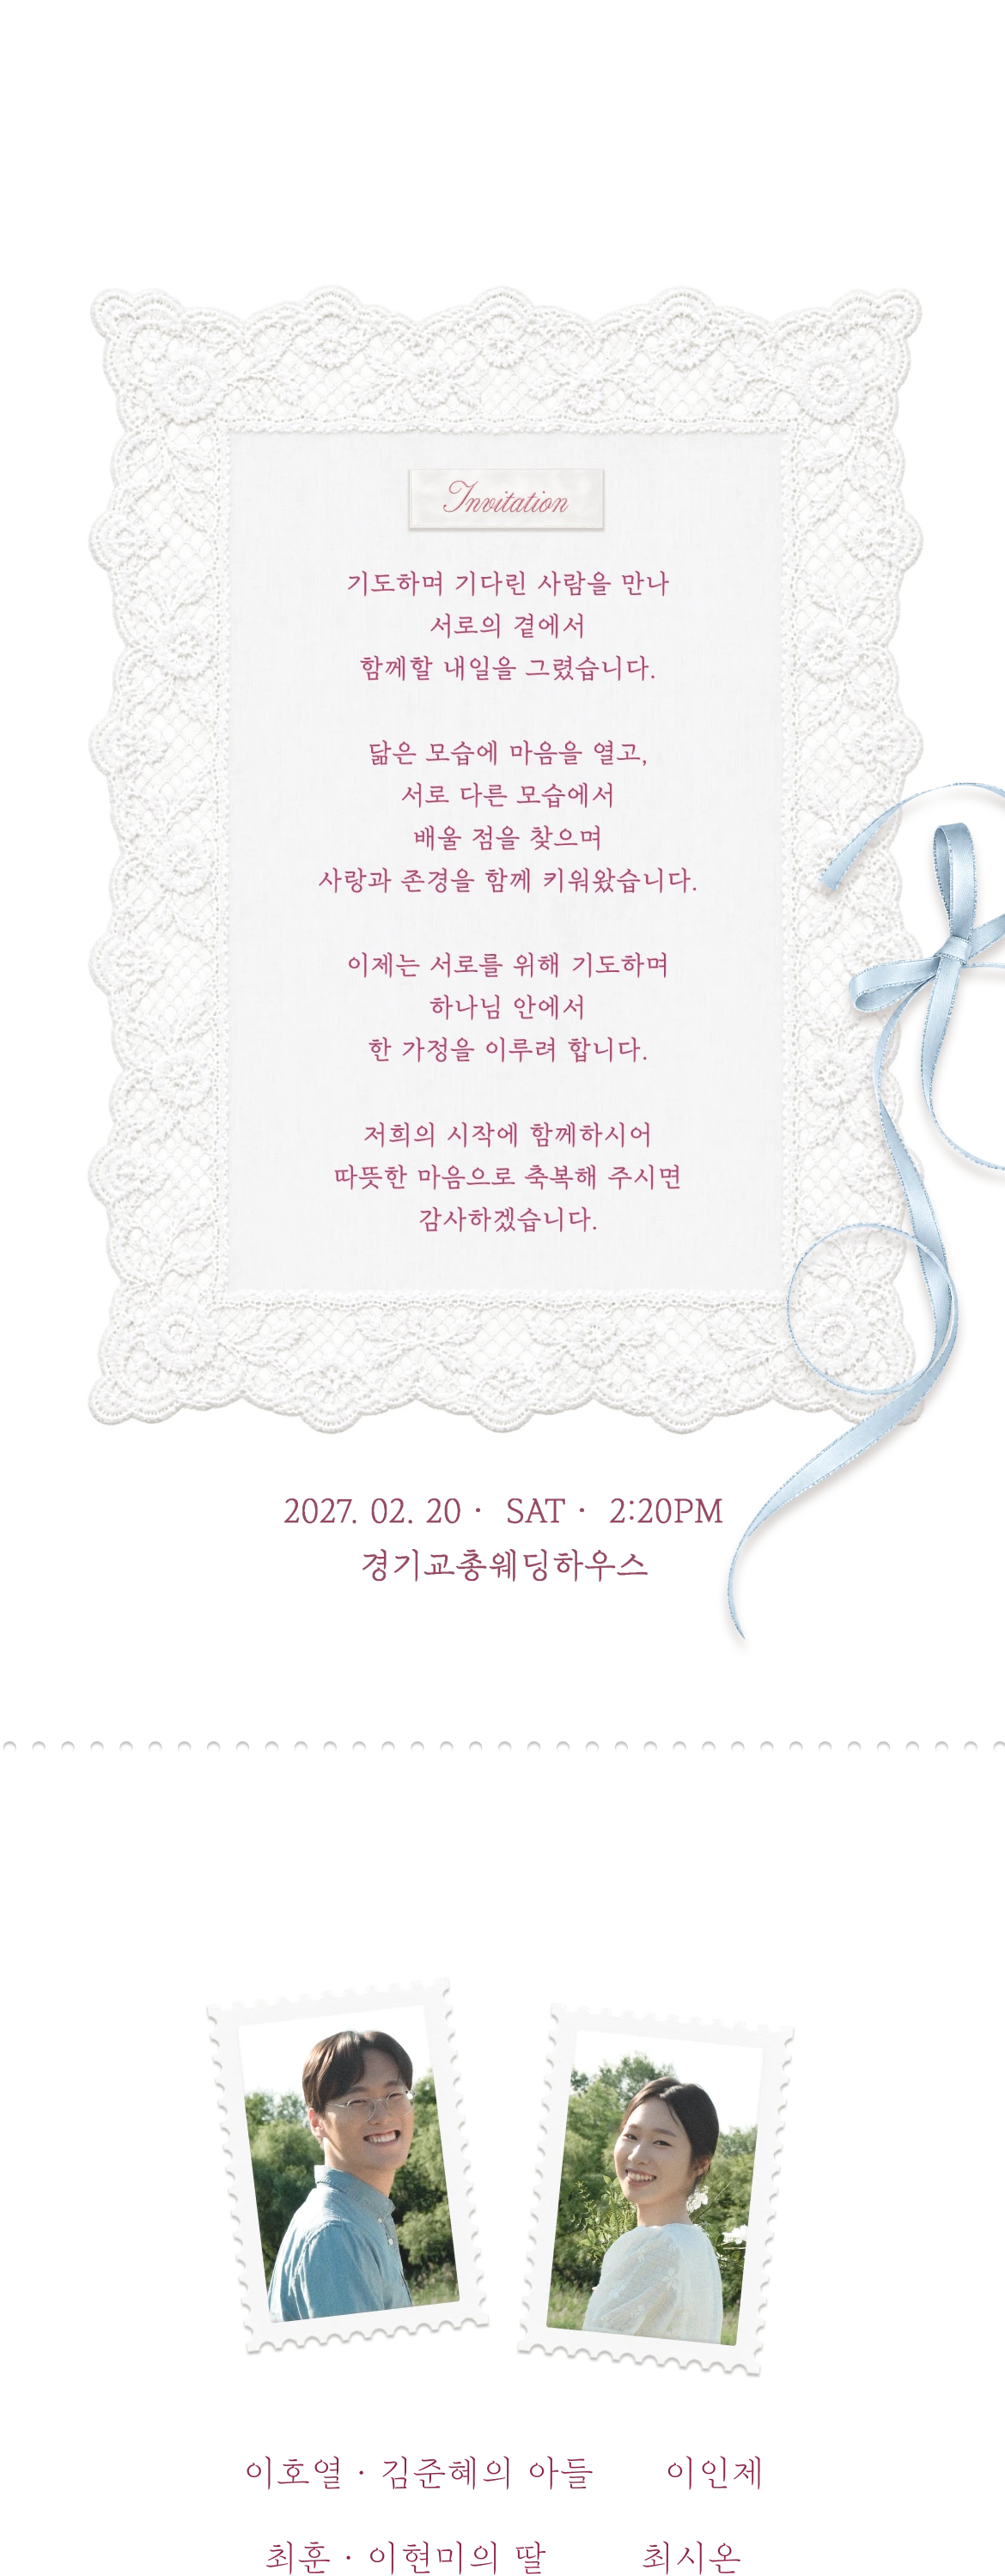 Invitation
기도하며 기다린 사람을 만나
서로의 곁에서
함께할 내일을 그렸습니다.
닮은 모습에 마음을 열고,
서로 다른 모습에서
배울 점을 찾으며
사랑과 존경을 함께 키워왔습니다.
이제는 서로를 위해 기도하며
하나님 안에서
한 가정을 이루려 합니다.
저희의 시작에 함께하시어
따뜻한 마음으로 축복해 주시면
감사하겠습니다.
2027. 02. 20 · SAT · 2:20PM
경기교총웨딩하우스
이호열 · 김준혜의 아들 이인제
최훈 · 이현미의 딸 최시온